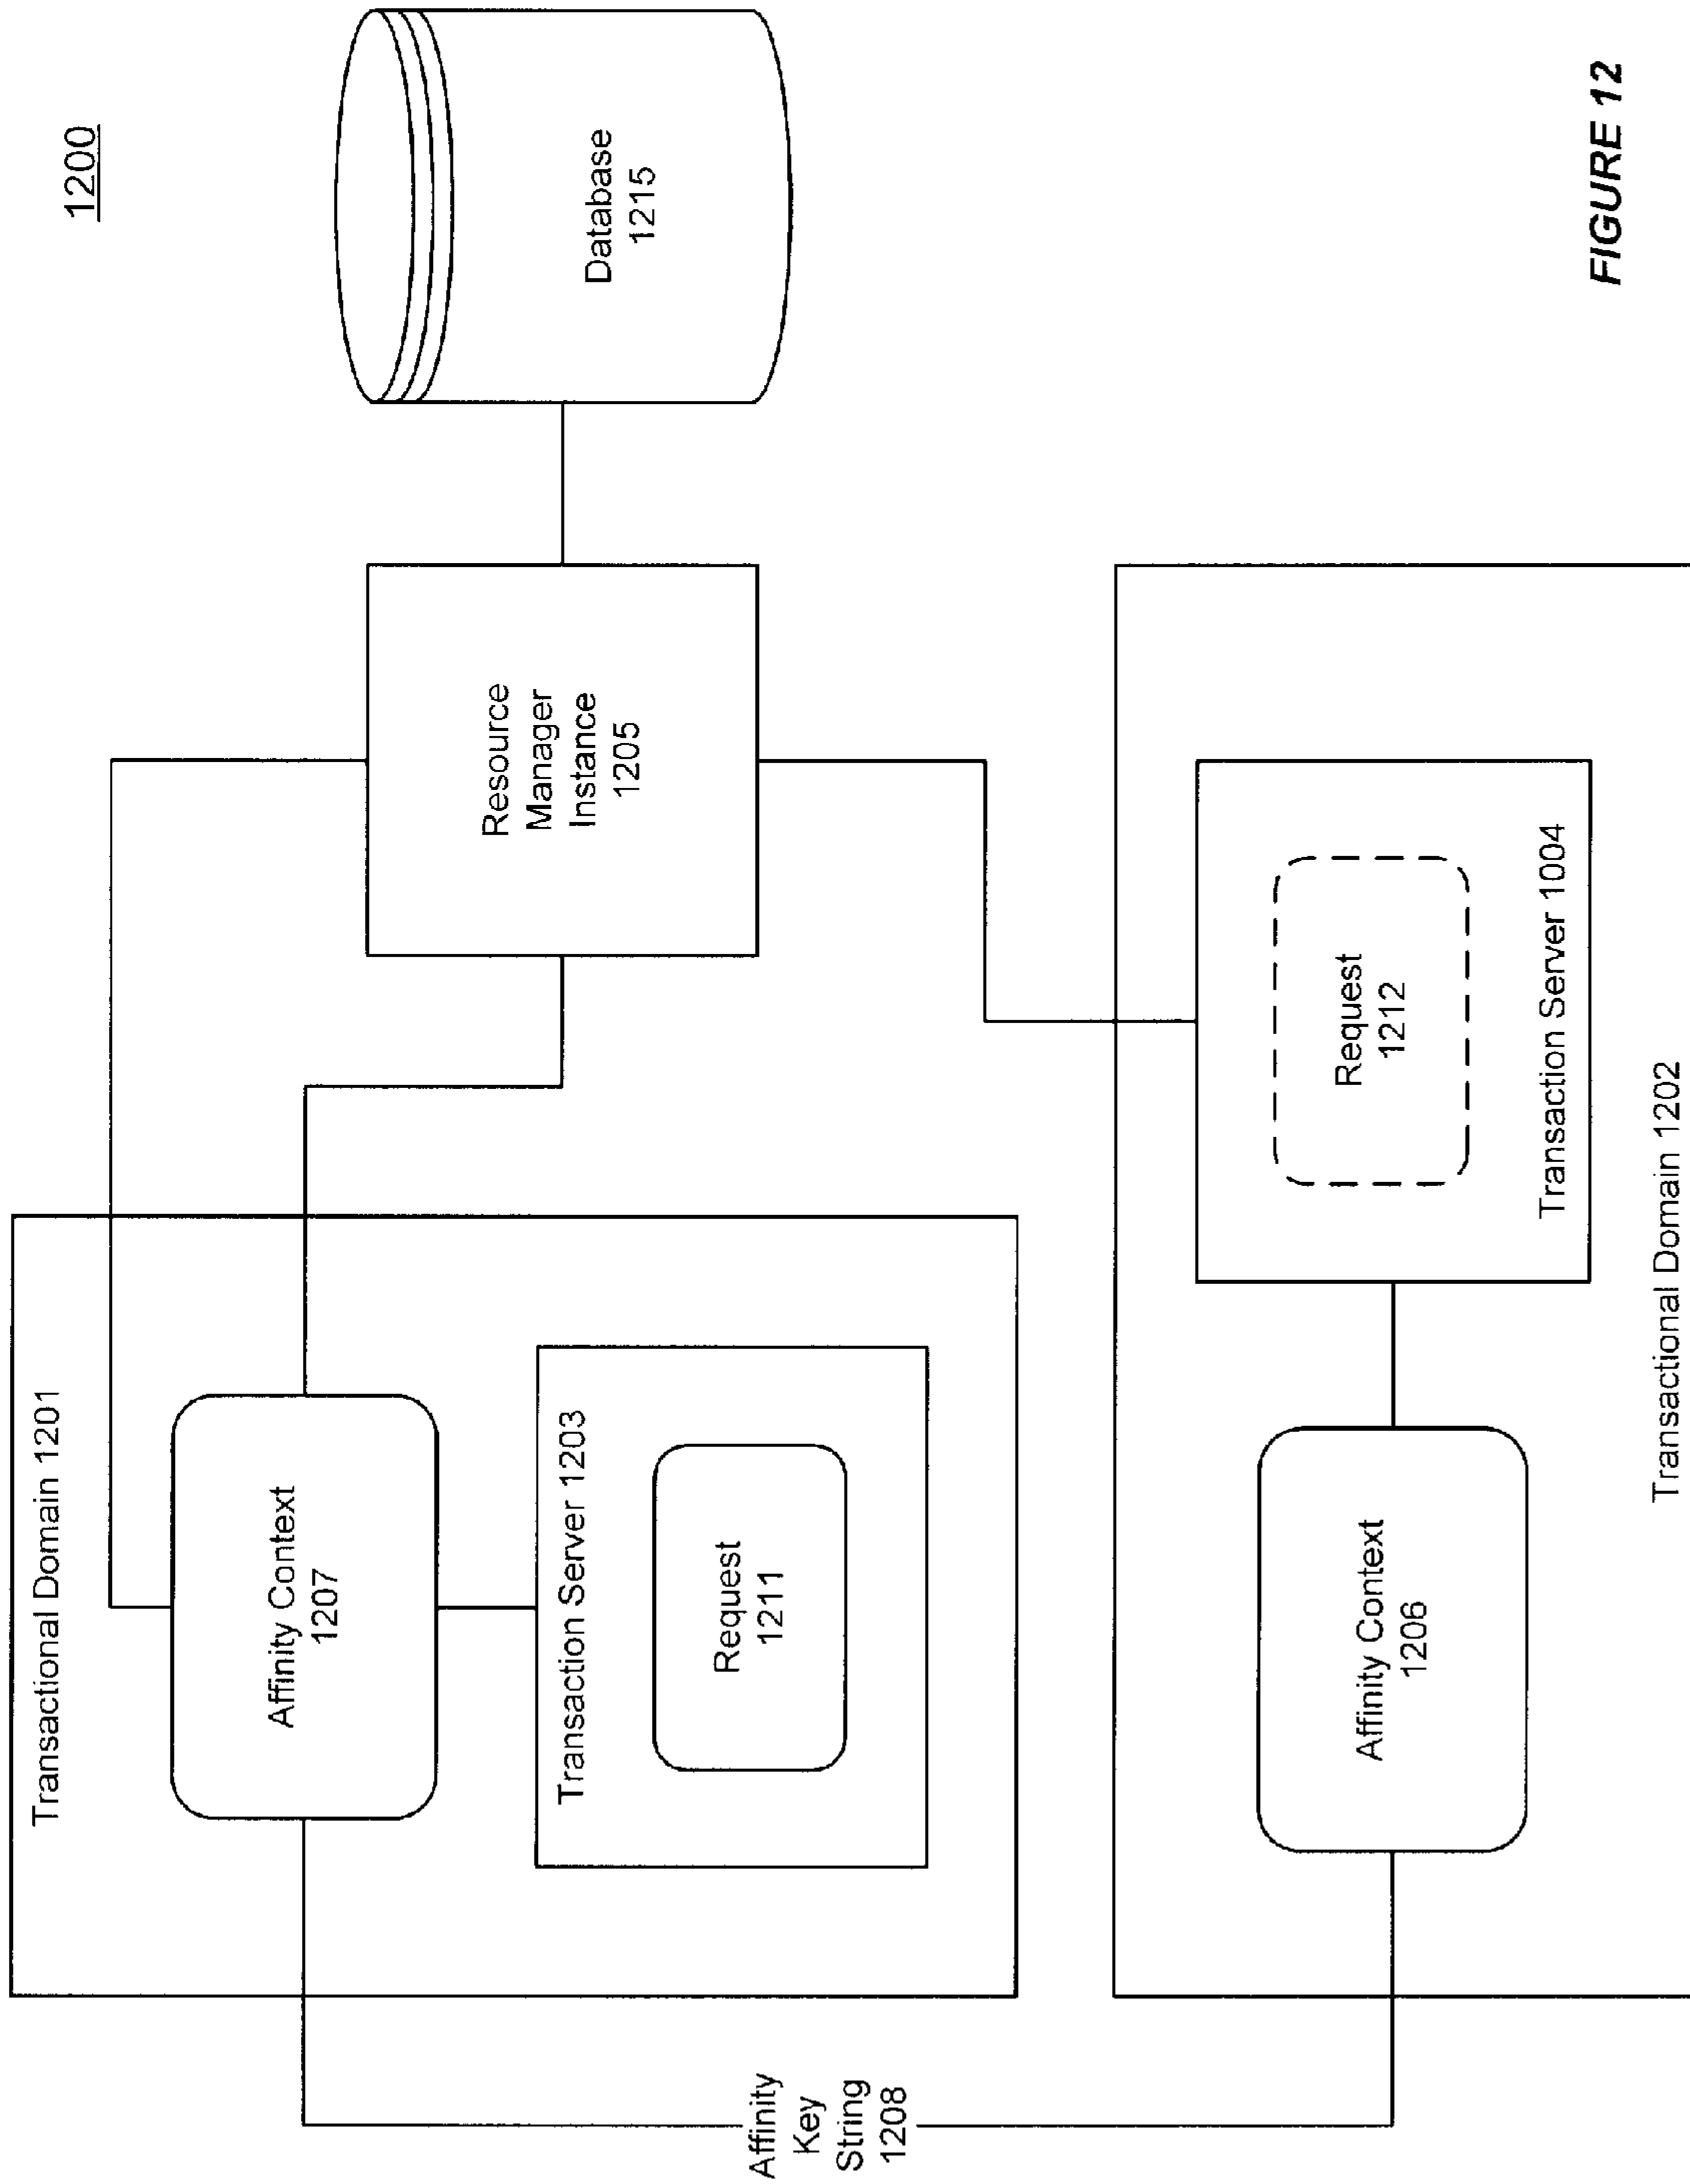 1200
Transactional Domain 1201
Affinity Context
1207
Transaction Server 1203
Request
1211
Resource
Manager
Instance
1205
Database
1215
Affinity
Key
String
1208
Affinity Context
1206
Request
1212
Transaction Server 1004
Transactional Domain 1202
FIGURE 12